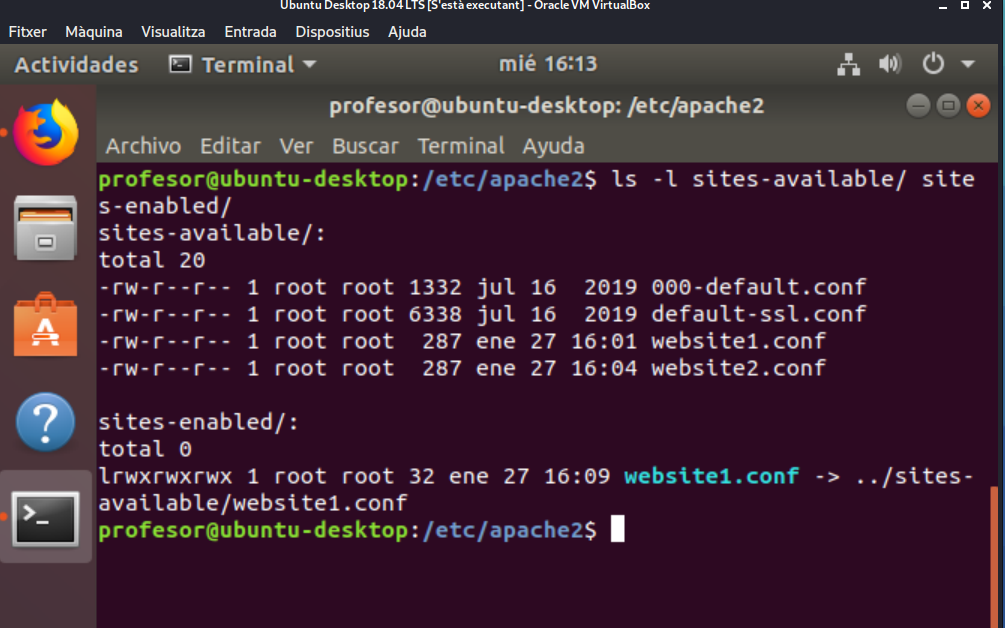 Ubuntu Desktop 18.04 LTS [S'està executant] - Oracle VM VirtualBox
Fitxer Màquina Visualitza Entrada Dispositius Ajuda
Actividades Terminal mié 16:13
profesor@ubuntu-desktop: /etc/apache2
Archivo Editar Ver Buscar Terminal Ayuda
profesor@ubuntu-desktop:/etc/apache2$ ls -l sites-available/ site
s-enabled/
sites-available/:
total 20
-rw-r--r-- 1 root root 1332 jul 16  2019 000-default.conf
-rw-r--r-- 1 root root 6338 jul 16  2019 default-ssl.conf
-rw-r--r-- 1 root root  287 ene 27 16:01 website1.conf
-rw-r--r-- 1 root root  287 ene 27 16:04 website2.conf
sites-enabled/:
total 0
lrwxrwxrwx 1 root root 32 ene 27 16:09 website1.conf -> ../sites-
available/website1.conf
profesor@ubuntu-desktop:/etc/apache2$